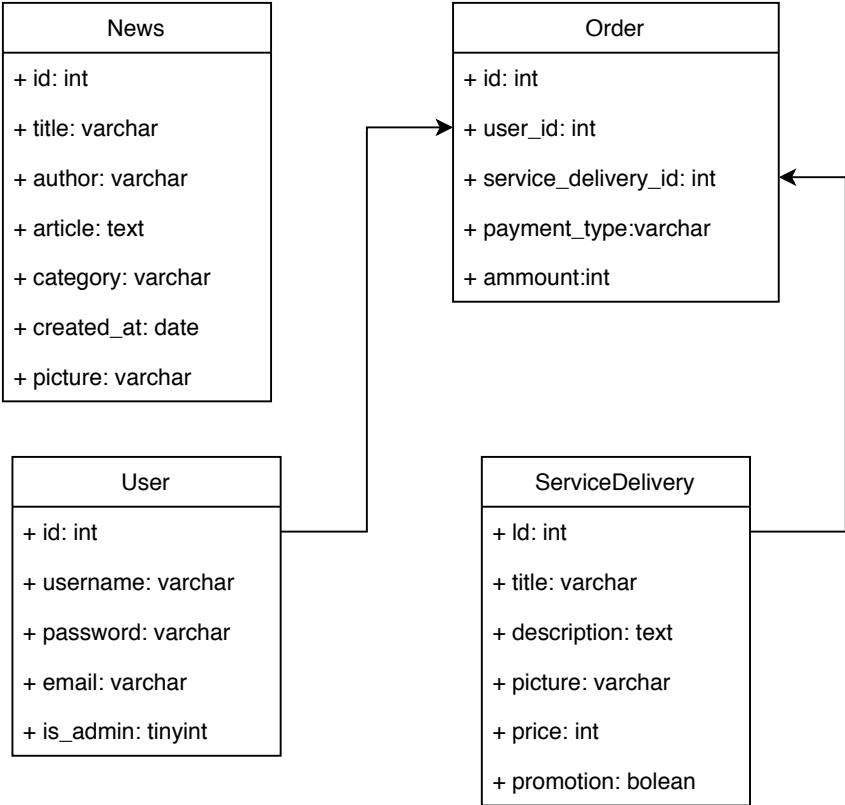 News
+ id: int
+ title: varchar
+ author: varchar
+ article: text
+ category: varchar
+ created_at: date
+ picture: varchar
Order
+ id: int
+ user_id: int
+ service_delivery_id: int
+ payment_type:varchar
+ ammount:int
User
+ id: int
+ username: varchar
+ password: varchar
+ email: varchar
+ is_admin: tinyint
ServiceDelivery
+ Id: int
+ title: varchar
+ description: text
+ picture: varchar
+ price: int
+ promotion: bolean